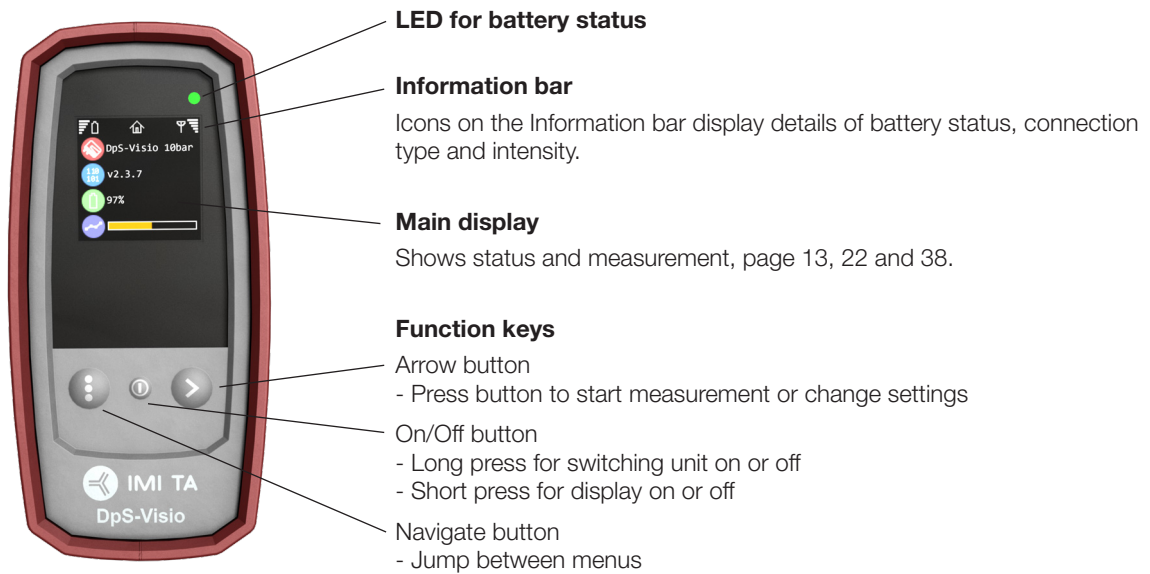 LED for battery status
Information bar
Icons on the Information bar display details of battery status, connection
type and intensity.
Main display
Shows status and measurement, page 13, 22 and 38.
Function keys
Arrow button
- Press button to start measurement or change settings
On/Off button
- Long press for switching unit on or off
- Short press for display on or off
Navigate button
- Jump between menus
DpS-Visio 10bar
110
101
v2.3.7
97%
IMI TA
DpS-Visio